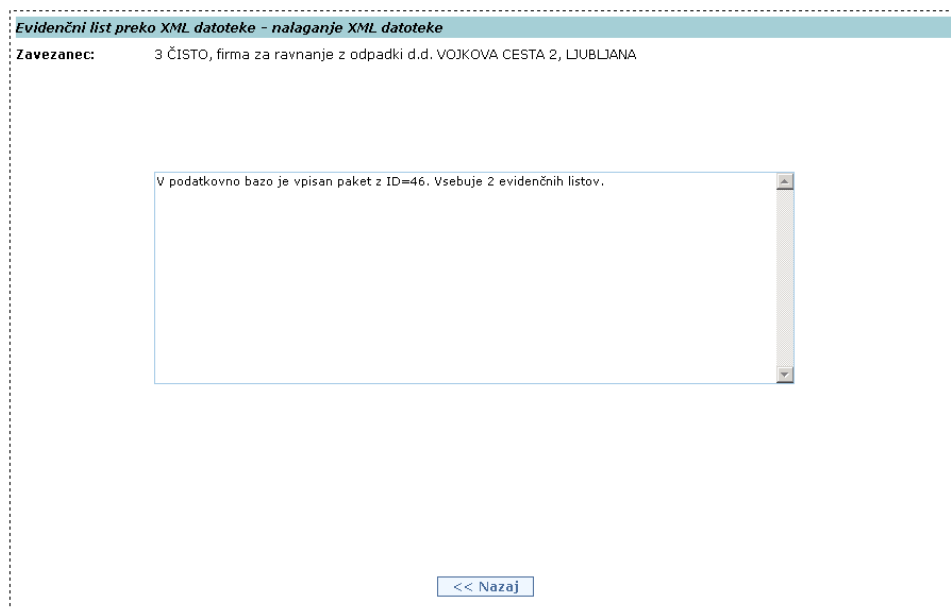 Evidenčni list preko XML datoteke - nalaganje XML datoteke
Zavezanec: 3 ČISTO, firma za ravnanje z odpadki d.d. VOJKOVA CESTA 2, LJUBLJANA
V podatkovno bazo je vpisan paket z ID=46. Vsebuje 2 evidenčnih listov.
<< Nazaj